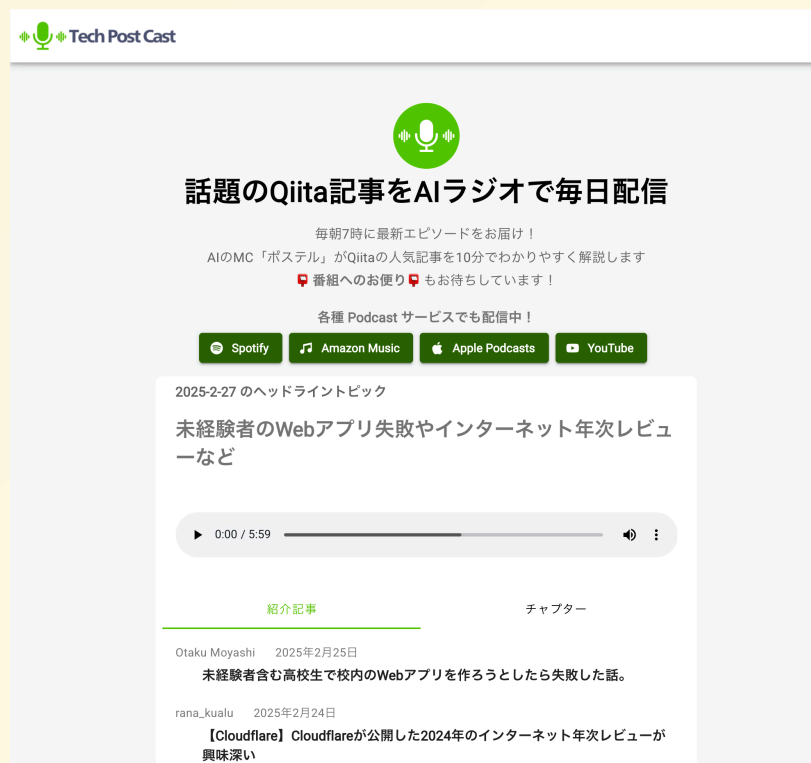 Tech Post Cast
話題のQiita記事をAIラジオで毎日配信
毎朝7時に最新エピソードをお届け！
AIのMC「ポステル」がQiitaの人気記事を10分でわかりやすく解説します
📮 番組へのお便り📮 もお待ちしています！
各種 Podcast サービスでも配信中！
Spotify Amazon Music Apple Podcasts YouTube
2025-2-27 のヘッドライントピック
未経験者のWebアプリ失敗やインターネット年次レビュ
ーなど
0:00 / 5:59
紹介記事 チャプター
Otaku Moyashi 2025年2月25日
未経験者含む高校生で校内のWebアプリを作ろうとしたら失敗した話。
rana_kualu 2025年2月24日
【Cloudflare】Cloudflareが公開した2024年のインターネット年次レビューが
興味深い